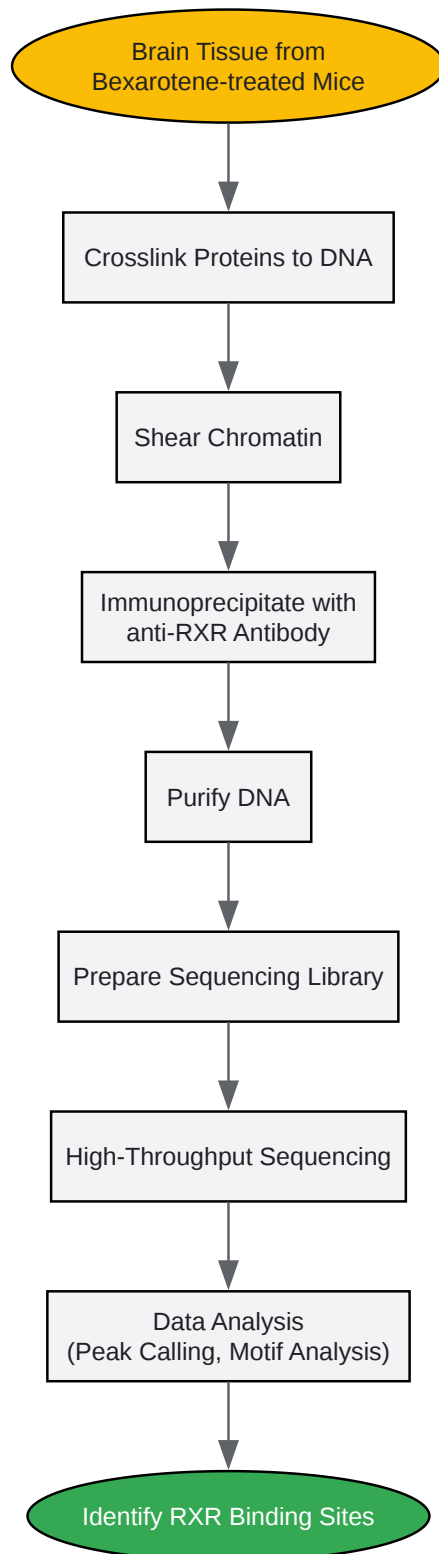 Brain Tissue from
Bexarotene-treated Mice
Crosslink Proteins to DNA
Shear Chromatin
Immunoprecipitate with
anti-RXR Antibody
Purify DNA
Prepare Sequencing Library
High-Throughput Sequencing
Data Analysis
(Peak Calling, Motif Analysis)
Identify RXR Binding Sites